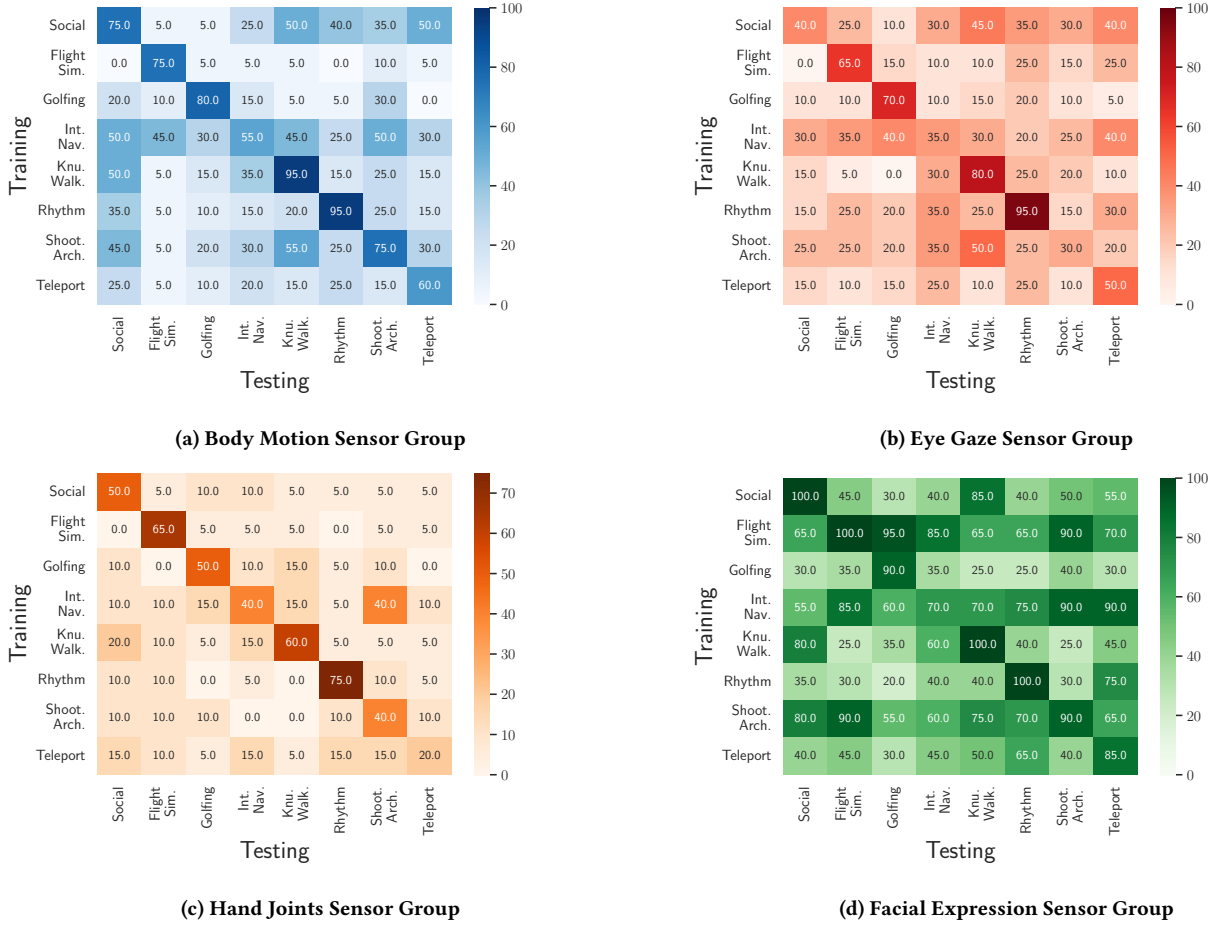 Social 75.0 5.0 5.0 25.0 50.0 40.0 35.0 50.0
Flight
Sim. 0.0 75.0 5.0 5.0 5.0 0.0 10.0 5.0
Golfing 20.0 10.0 80.0 15.0 5.0 5.0 30.0 0.0
Int.
Nav. 50.0 45.0 30.0 55.0 45.0 25.0 50.0 30.0
Knu.
Walk. 50.0 5.0 15.0 35.0 95.0 15.0 25.0 15.0
Rhythm 35.0 5.0 10.0 15.0 20.0 95.0 25.0 15.0
Shoot.
Arch. 45.0 5.0 20.0 30.0 55.0 25.0 75.0 30.0
Teleport 25.0 5.0 10.0 20.0 15.0 25.0 15.0 60.0
Training
Social
Flight
Sim.
Golfing
Int.
Nav.
Knu.
Walk.
Rhythm
Shoot.
Arch.
Teleport
Testing
100
80
60
40
20
0
(a) Body Motion Sensor Group
Social 40.0 25.0 10.0 30.0 45.0 35.0 30.0 40.0
Flight
Sim. 0.0 65.0 15.0 10.0 10.0 25.0 15.0 25.0
Golfing 10.0 10.0 70.0 10.0 15.0 20.0 10.0 5.0
Int.
Nav. 30.0 35.0 40.0 35.0 30.0 20.0 25.0 40.0
Knu.
Walk. 15.0 5.0 0.0 30.0 80.0 25.0 20.0 10.0
Rhythm 15.0 25.0 20.0 35.0 25.0 95.0 15.0 30.0
Shoot.
Arch. 25.0 25.0 20.0 35.0 50.0 25.0 30.0 20.0
Teleport 15.0 10.0 15.0 25.0 10.0 25.0 10.0 50.0
Training
Social
Flight
Sim.
Golfing
Int.
Nav.
Knu.
Walk.
Rhythm
Shoot.
Arch.
Teleport
Testing
100
80
60
40
20
0
(b) Eye Gaze Sensor Group
Social 50.0 5.0 10.0 10.0 5.0 5.0 5.0 5.0
Flight
Sim. 0.0 65.0 5.0 5.0 5.0 0.0 5.0 5.0
Golfing 10.0 0.0 50.0 10.0 15.0 5.0 10.0 0.0
Int.
Nav. 10.0 10.0 15.0 40.0 15.0 5.0 40.0 10.0
Knu.
Walk. 20.0 10.0 5.0 15.0 60.0 5.0 5.0 5.0
Rhythm 10.0 10.0 0.0 5.0 0.0 75.0 10.0 5.0
Shoot.
Arch. 10.0 10.0 10.0 0.0 0.0 10.0 40.0 10.0
Teleport 15.0 10.0 5.0 15.0 5.0 15.0 15.0 20.0
Training
Social
Flight
Sim.
Golfing
Int.
Nav.
Knu.
Walk.
Rhythm
Shoot.
Arch.
Teleport
Testing
70
60
50
40
30
20
10
0
(c) Hand Joints Sensor Group
Social 100.0 45.0 30.0 40.0 85.0 40.0 50.0 55.0
Flight
Sim. 65.0 100.0 95.0 85.0 65.0 65.0 90.0 70.0
Golfing 30.0 35.0 90.0 35.0 25.0 25.0 40.0 30.0
Int.
Nav. 55.0 85.0 60.0 70.0 70.0 75.0 90.0 90.0
Knu.
Walk. 80.0 25.0 35.0 60.0 100.0 40.0 25.0 45.0
Rhythm 35.0 30.0 20.0 40.0 40.0 100.0 30.0 75.0
Shoot.
Arch. 80.0 90.0 55.0 60.0 75.0 70.0 90.0 65.0
Teleport 40.0 45.0 30.0 45.0 50.0 65.0 40.0 85.0
Training
Social
Flight
Sim.
Golfing
Int.
Nav.
Knu.
Walk.
Rhythm
Shoot.
Arch.
Teleport
Testing
100
80
60
40
20
0
(d) Facial Expression Sensor Group